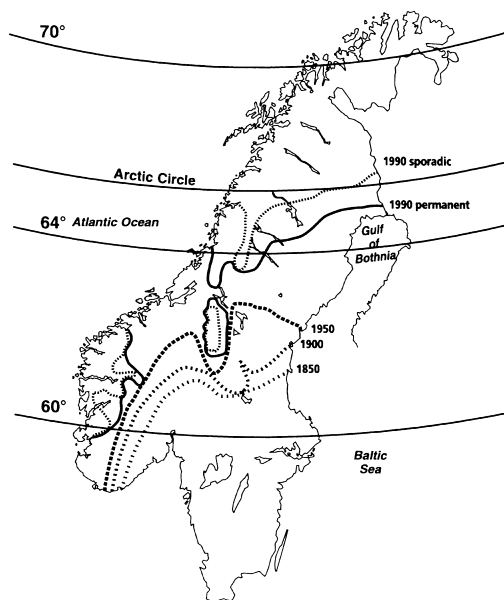 70°
1990 sporadic
Arctic Circle
1990 permanent
64°
Atlantic Ocean
Gulf
of
Bothnia
1950
1900
1850
60°
Baltic
Sea